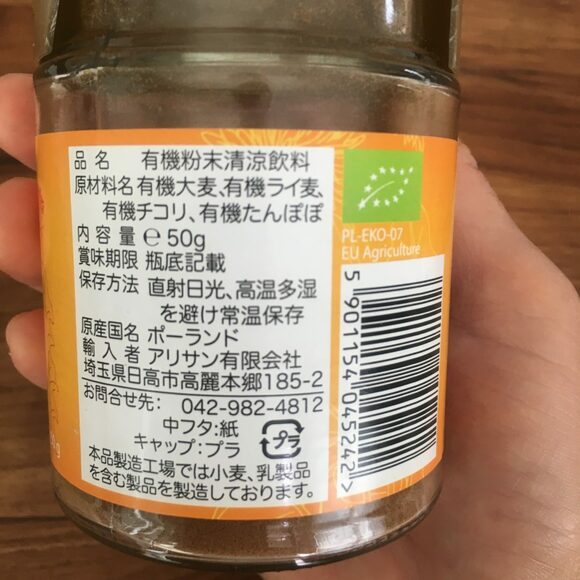 品 名 有機粉末清涼飲料
原材料名 有機大麦、有機ライ麦、
有機チコリ、有機たんぽぽ
内 容 量 ℮ 50g
賞味期限 瓶底記載
保存方法 直射日光、高温多湿
を避け常温保存
原産国名 ポーランド
輸 入 者 アリサン有限会社
埼玉県日高市高麗本郷185-2
お問合せ先: 042-982-4812
中フタ:紙
キャップ:プラ
プラ
本品製造工場では小麦、乳製品
を含む製品を製造しております。
PL-EKO-07
EU Agriculture
5 901154 045242>